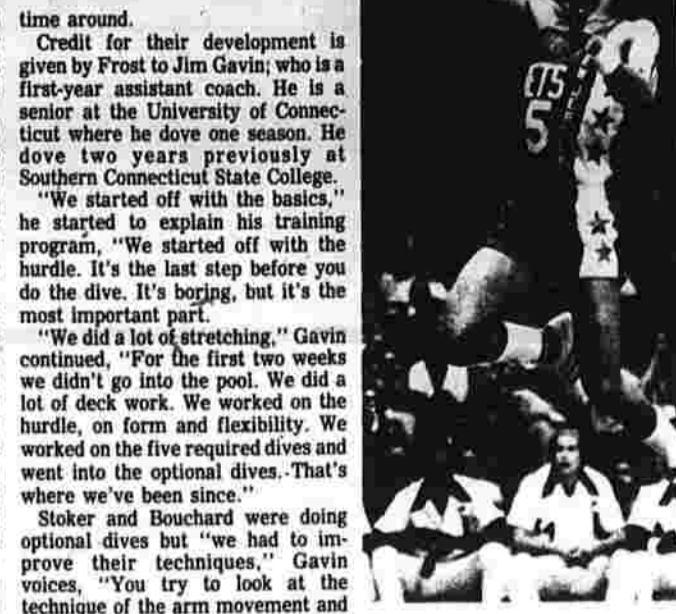 time around.
Credit for their development is
given by Frost to Jim Gavin; who is a
first-year assistant coach. He is a
senior at the University of Connec-
ticut where he dove one season. He
dove two years previously at
Southern Connecticut State College.
"We started off with the basics,"
he started to explain his training
program, "We started off with the
hurdle. It's the last step before you
do the dive. It's boring, but it's the
most important part.
"We did a lot of stretching," Gavin
continued, "For the first two weeks
we didn't go into the pool. We did a
lot of deck work. We worked on the
hurdle, on form and flexibility. We
worked on the five required dives and
went into the optional dives. That's
where we've been since."
Stoker and Bouchard were doing
optional dives but "we had to im-
prove their techniques," Gavin
voices, "You try to look at the
technique of the arm movement and
ETS
5